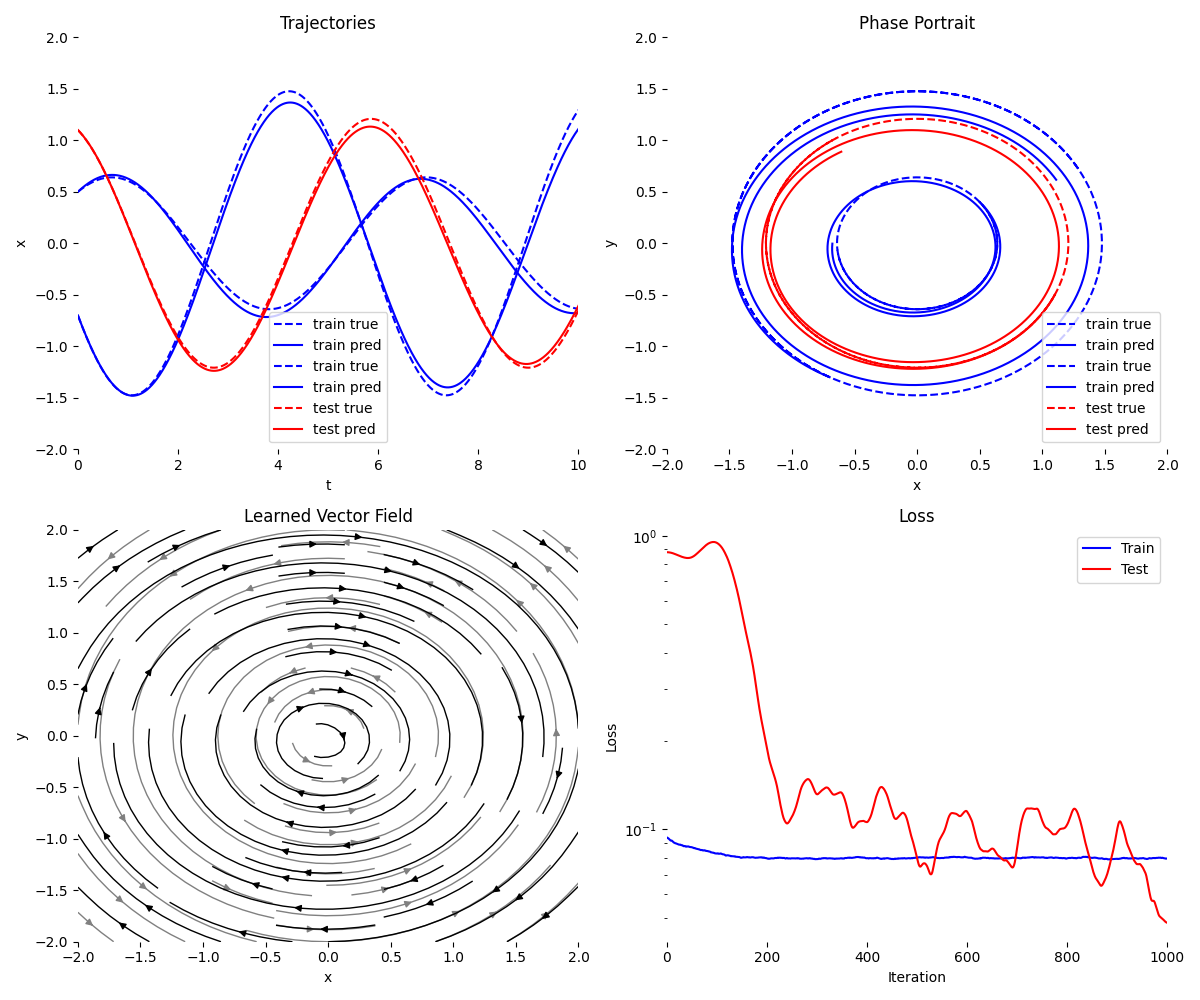 Trajectories
2.0
1.5
1.0
0.5
0.0
−0.5
−1.0
−1.5
−2.0
x
0 2 4 6 8 10
t
train true
train pred
train true
train pred
test true
test pred
Phase Portrait
2.0
1.5
1.0
0.5
0.0
−0.5
−1.0
−1.5
−2.0
y
−2.0 −1.5 −1.0 −0.5 0.0 0.5 1.0 1.5 2.0
x
train true
train pred
train true
train pred
test true
test pred
Learned Vector Field
2.0
1.5
1.0
0.5
0.0
−0.5
−1.0
−1.5
−2.0
y
−2.0 −1.5 −1.0 −0.5 0.0 0.5 1.0 1.5 2.0
x
Loss
10⁰
10⁻¹
Loss
0 200 400 600 800 1000
Iteration
Train
Test